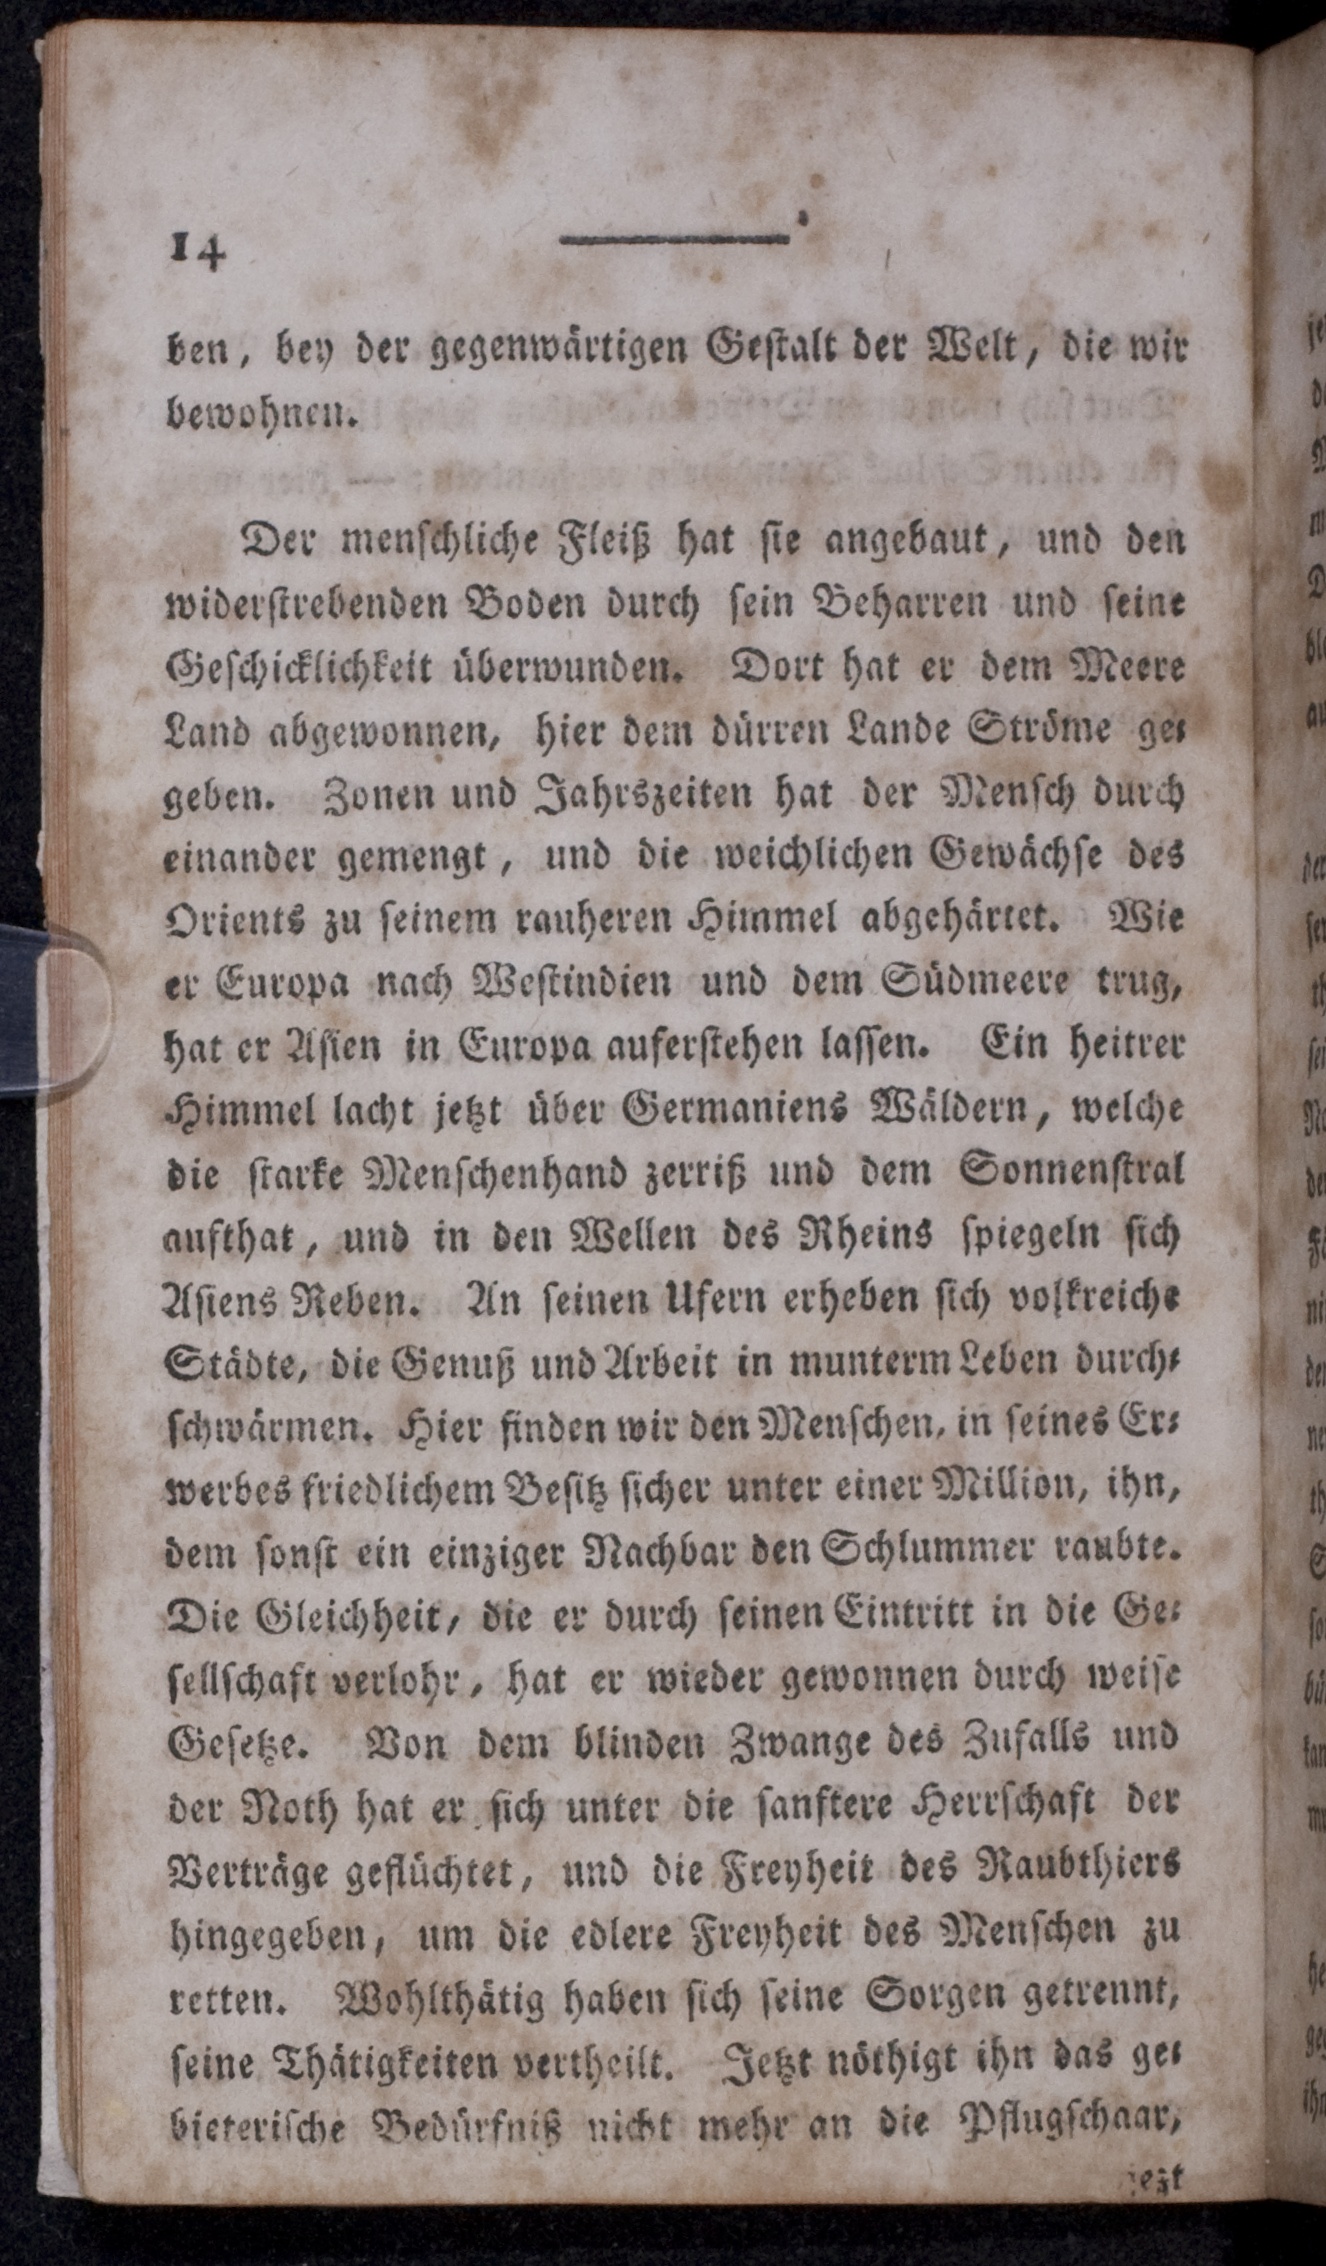 14
ben, bey der gegenwärtigen Geſtalt der Welt, die wir
bewohnen.
Der menſchliche Fleiß hat ſie angebaut, und den
widerſtrebenden Boden durch ſein Beharren und ſeine
Geſchicklichkeit überwunden. Dort hat er dem Meere
Land abgewonnen, hier dem dürren Lande Ströme ge⸗
geben. Zonen und Jahrszeiten hat der Menſch durch
einander gemengt, und die weichlichen Gewächſe des
Orients zu ſeinem rauheren Himmel abgehärtet. Wie
er Europa nach Weſtindien und dem Südmeere trug,
hat er Aſien in Europa auferſtehen laſſen. Ein heitrer
Himmel lacht jetzt über Germaniens Wäldern, welche
die ſtarke Menſchenhand zerriß und dem Sonnenſtral
aufthat, und in den Wellen des Rheins ſpiegeln ſich
Aſiens Reben. An ſeinen Ufern erheben ſich volkreiche
Städte, die Genuß und Arbeit in munterm Leben durch⸗
ſchwärmen. Hier finden wir den Menſchen, in ſeines Er⸗
werbes friedlichem Beſitz ſicher unter einer Million, ihn,
dem ſonſt ein einziger Nachbar den Schlummer raubte.
Die Gleichheit, die er durch ſeinen Eintritt in die Ge⸗
ſellſchaft verlohr, hat er wieder gewonnen durch weiſe
Geſetze. Von dem blinden Zwange des Zufalls und
der Noth hat er ſich unter die ſanftere Herrſchaft der
Verträge geflüchtet, und die Freyheit des Raubthiers
hingegeben, um die edlere Freyheit des Menſchen zu
retten. Wohlthätig haben ſich ſeine Sorgen getrennt,
ſeine Thätigkeiten vertheilt. Jetzt nöthigt ihn das ge⸗
bieteriſche Bedürfniß nicht mehr an die Pflugſchaar,
jezt